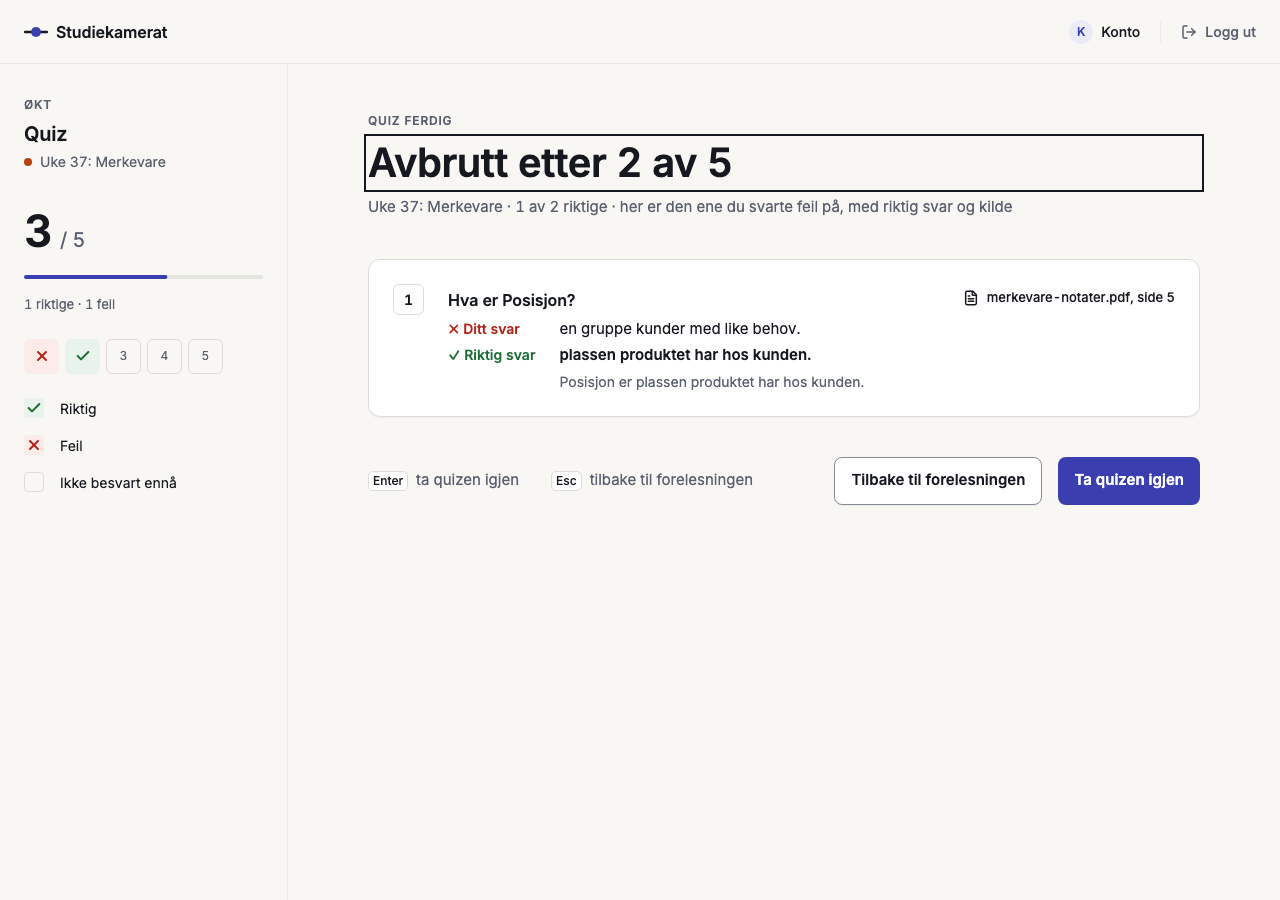 Studiekamerat
K Konto
Logg ut
ØKT
Quiz
Uke 37: Merkevare
3 / 5
1 riktige · 1 feil
3 4 5
Riktig
Feil
Ikke besvart ennå
QUIZ FERDIG
Avbrutt etter 2 av 5
Uke 37: Merkevare · 1 av 2 riktige · her er den ene du svarte feil på, med riktig svar og kilde
1 Hva er Posisjon?
merkevare-notater.pdf, side 5
Ditt svar en gruppe kunder med like behov.
Riktig svar plassen produktet har hos kunden.
Posisjon er plassen produktet har hos kunden.
Enter ta quizen igjen Esc tilbake til forelesningen
Tilbake til forelesningen
Ta quizen igjen